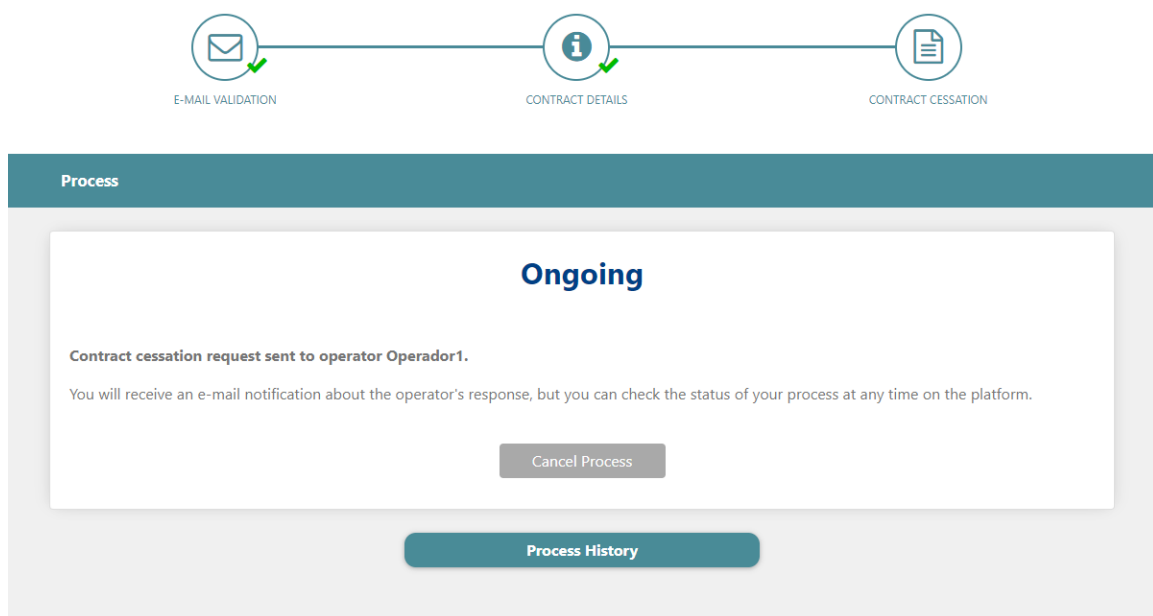 E-MAIL VALIDATION
CONTRACT DETAILS
CONTRACT CESSATION
Process
Ongoing
Contract cessation request sent to operator Operador1.
You will receive an e-mail notification about the operator's response, but you can check the status of your process at any time on the platform.
Cancel Process
Process History